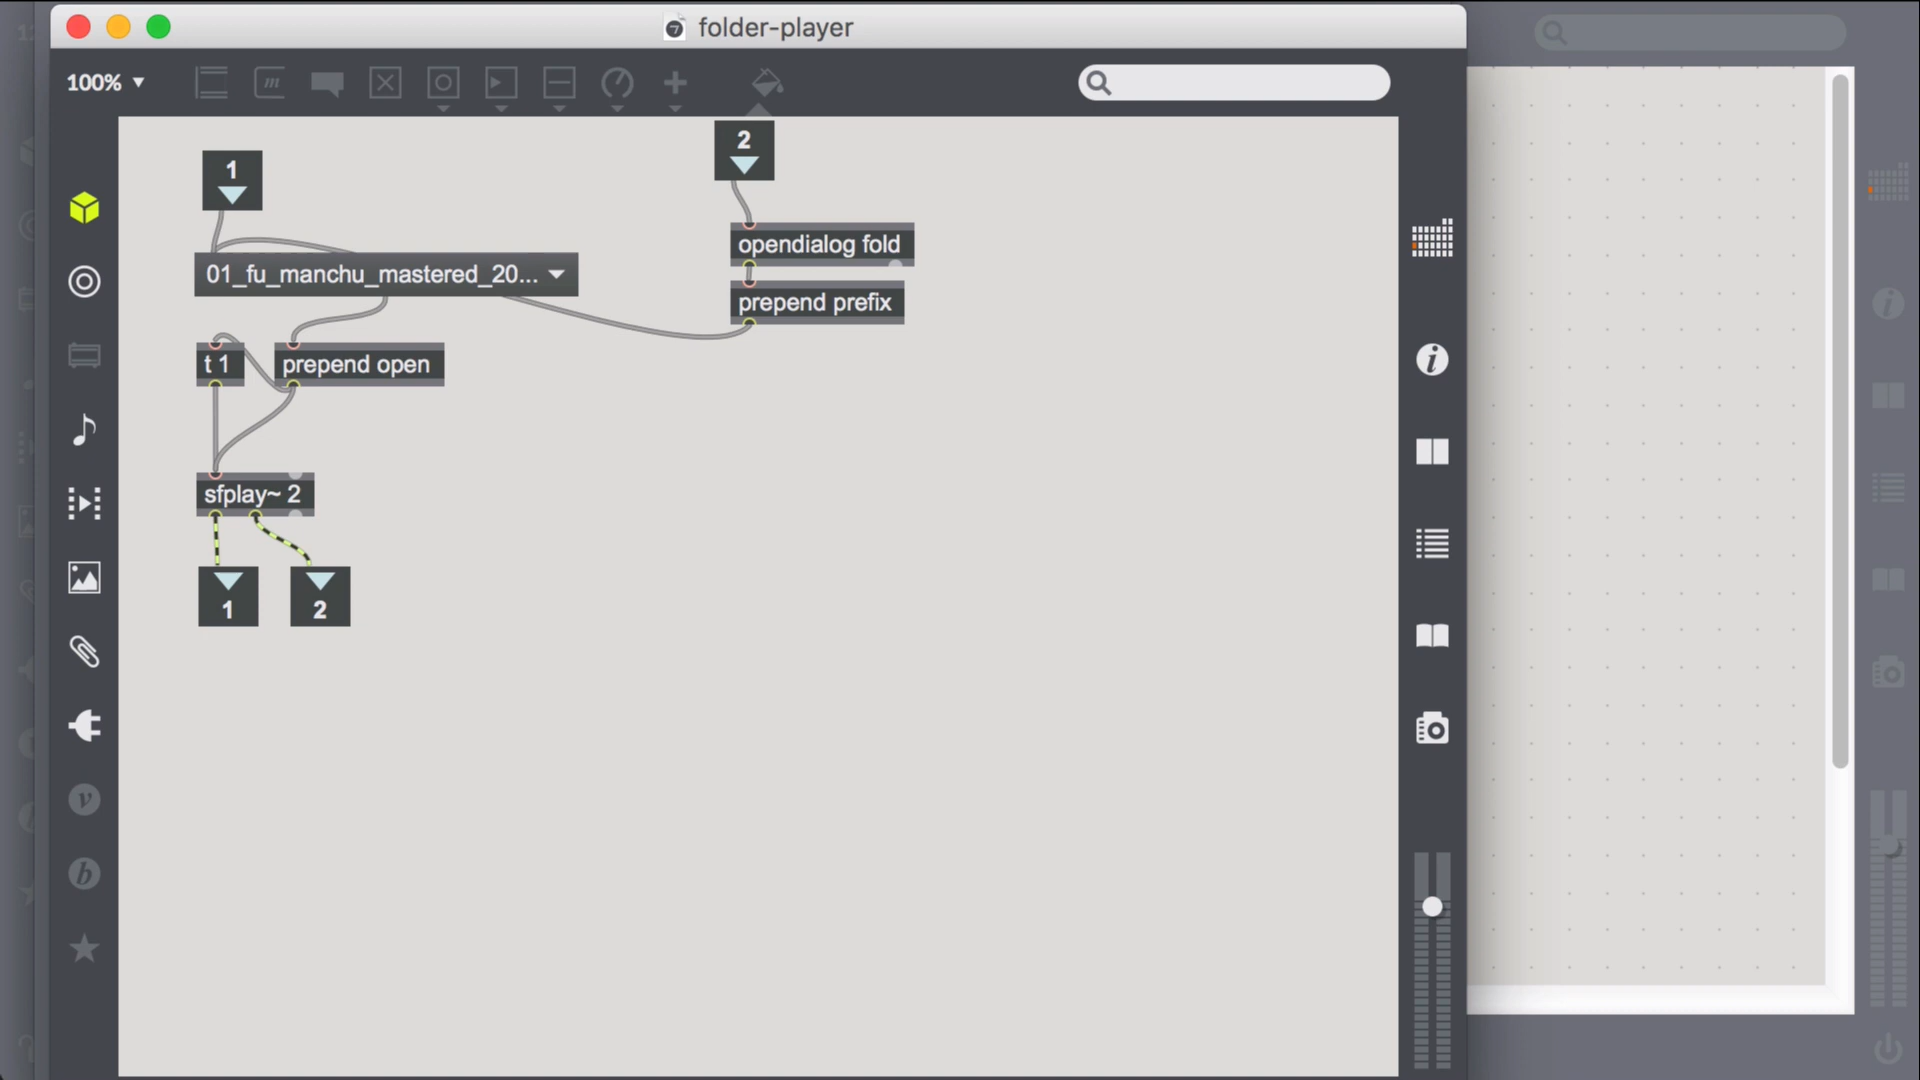 folder-player
100%
m
1
2
01_fu_manchu_mastered_20...
opendialog fold
prepend prefix
t 1
prepend open
sfplay~ 2
1
2
i
v
b